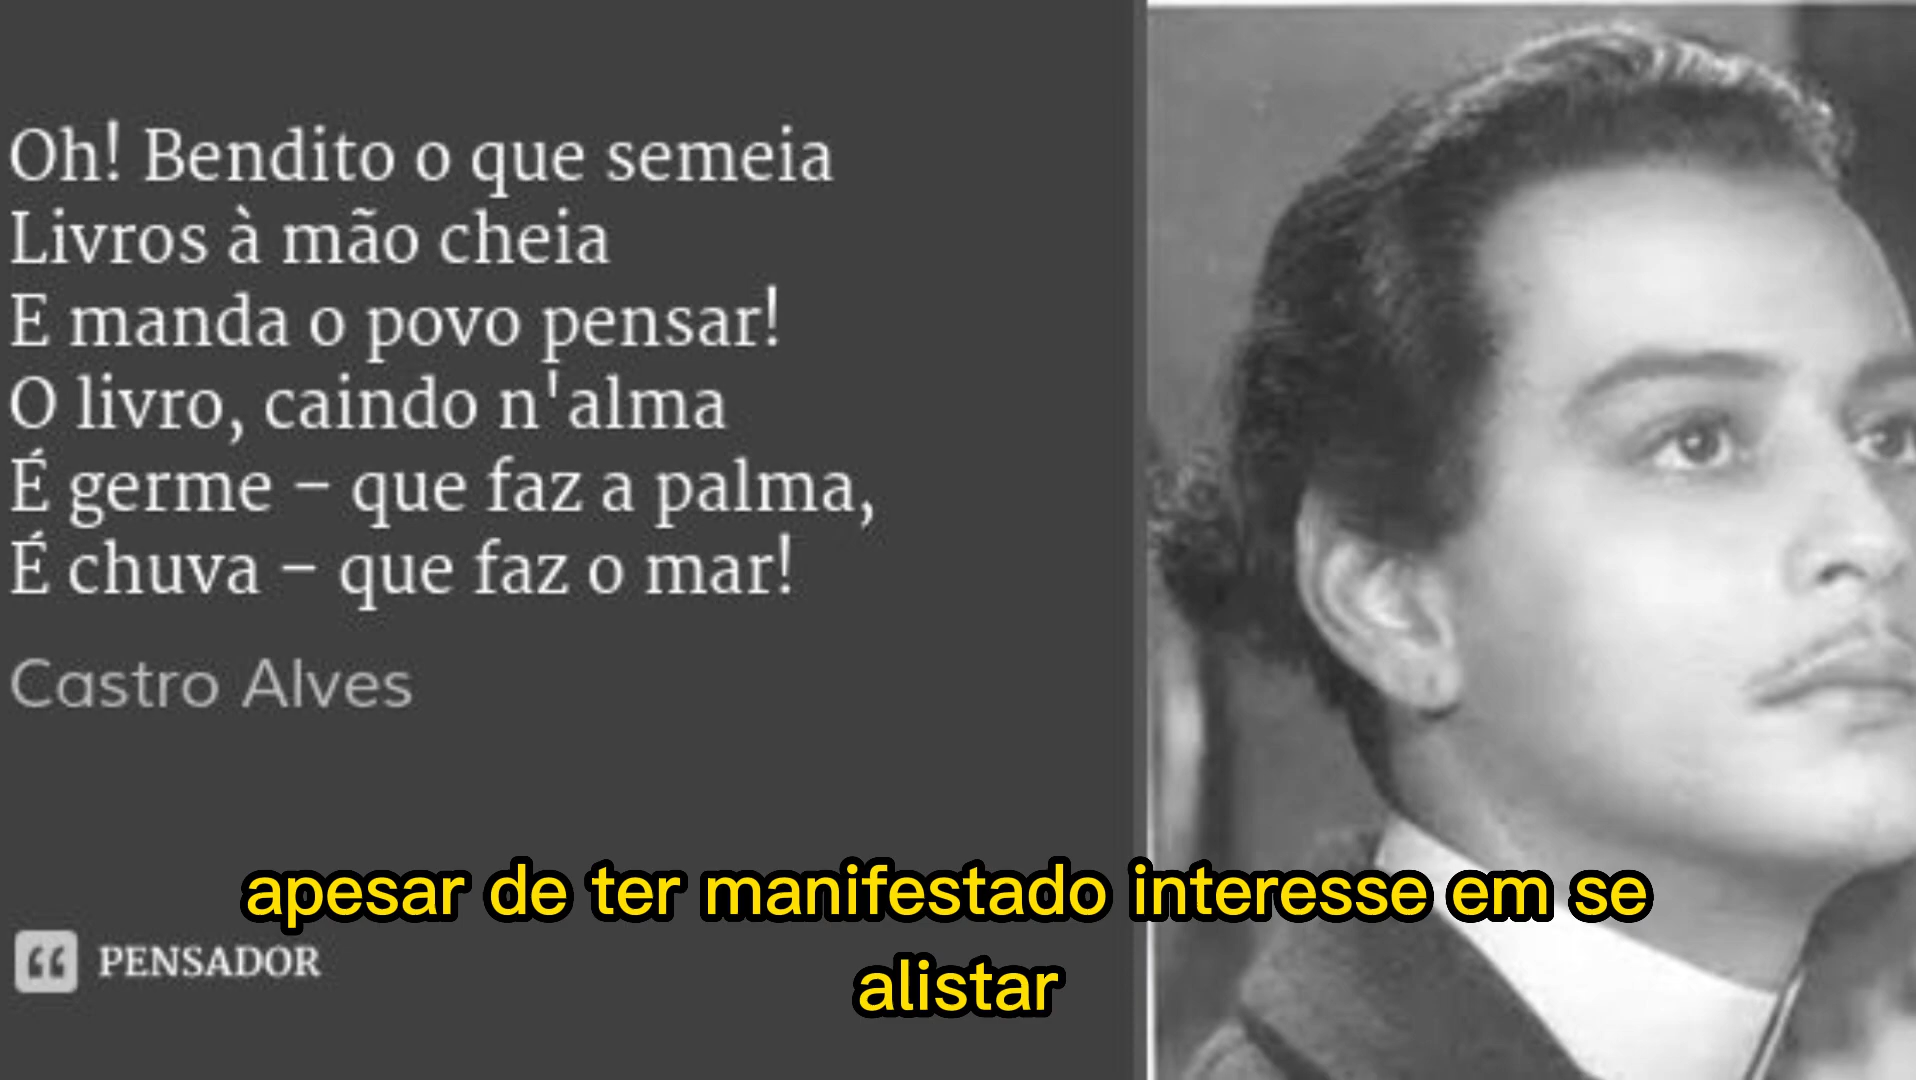 Oh! Bendito o que semeia
Livros à mão cheia
E manda o povo pensar!
O livro, caindo n'alma
É germe – que faz a palma,
É chuva – que faz o mar!
Castro Alves
apesar de ter manifestado interesse em se
alistar
PENSADOR